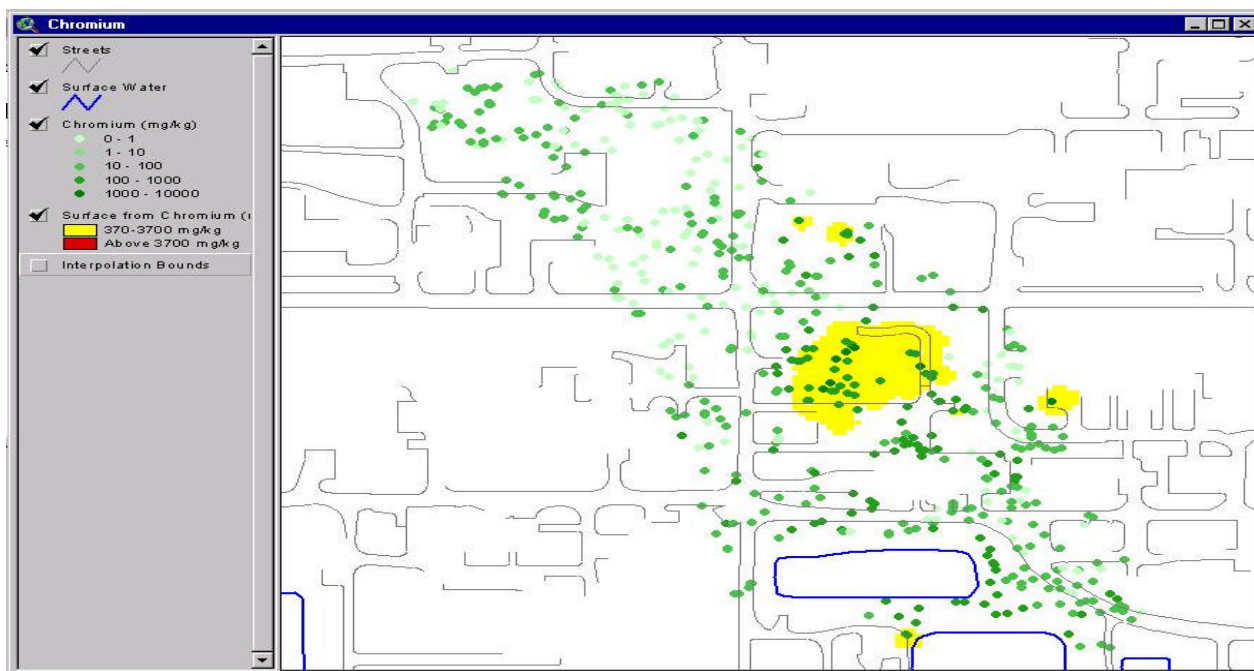 Chromium
Streets
Surface Water
Chromium (mg/kg)
0 - 1
1 - 10
10 - 100
100 - 1000
1000 - 10000
Surface from Chromium (
370-3700 mg/kg
Above 3700 mg/kg
Interpolation Bounds